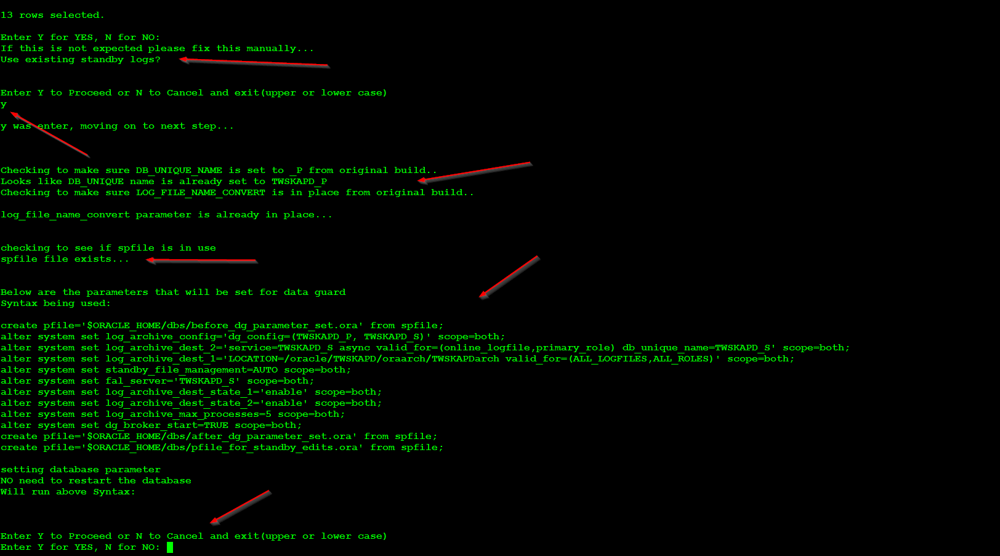 13 rows selected.
Enter Y for YES, N for NO:
If this is not expected please fix this manually...
Use existing standby logs?
Enter Y to Proceed or N to Cancel and exit(upper or lower case)
y
y was enter, moving on to next step...
Checking to make sure DB_UNIQUE_NAME is set to _P from original build..
Looks like DB_UNIQUE name is already set to TWSKAPD_P
Checking to make sure LOG_FILE_NAME_CONVERT is in place from original build..
log_file_name_convert parameter is already in place...
checking to see if spfile is in use
spfile file exists...
Below are the parameters that will be set for data guard
Syntax being used:
create pfile='$ORACLE_HOME/dbs/before_dg_parameter_set.ora' from spfile;
alter system set log_archive_config='dg_config=(TWSKAPD_P, TWSKAPD_S)' scope=both;
alter system set log_archive_dest_2='service=TWSKAPD_S async valid_for=(online_logfile,primary_role) db_unique_name=TWSKAPD_S' scope=both;
alter system set log_archive_dest_1='LOCATION=/oracle/TWSKAPD/oraarch/TWSKAPDarch valid_for=(ALL_LOGFILES,ALL_ROLES)' scope=both;
alter system set standby_file_management=AUTO scope=both;
alter system set fal_server='TWSKAPD_S' scope=both;
alter system set log_archive_dest_state_1='enable' scope=both;
alter system set log_archive_dest_state_2='enable' scope=both;
alter system set log_archive_max_processes=5 scope=both;
alter system set dg_broker_start=TRUE scope=both;
create pfile='$ORACLE_HOME/dbs/after_dg_parameter_set.ora' from spfile;
create pfile='$ORACLE_HOME/dbs/pfile_for_standby_edits.ora' from spfile;
setting database parameter
NO need to restart the database
Will run above Syntax:
Enter Y to Proceed or N to Cancel and exit(upper or lower case)
Enter Y for YES, N for NO: